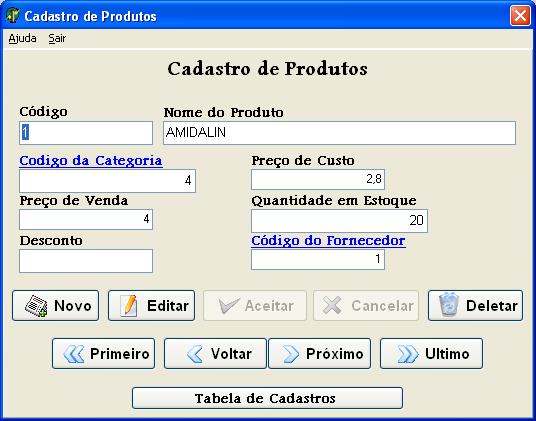 Cadastro de Produtos
Ajuda Sair
Cadastro de Produtos
Código Nome do Produto
1 AMIDALIN
Codigo da Categoria Preço de Custo
4 2,8
Preço de Venda Quantidade em Estoque
4 20
Desconto Código do Fornecedor
1
Novo Editar Aceitar Cancelar Deletar
Primeiro Voltar Próximo Ultimo
Tabela de Cadastros